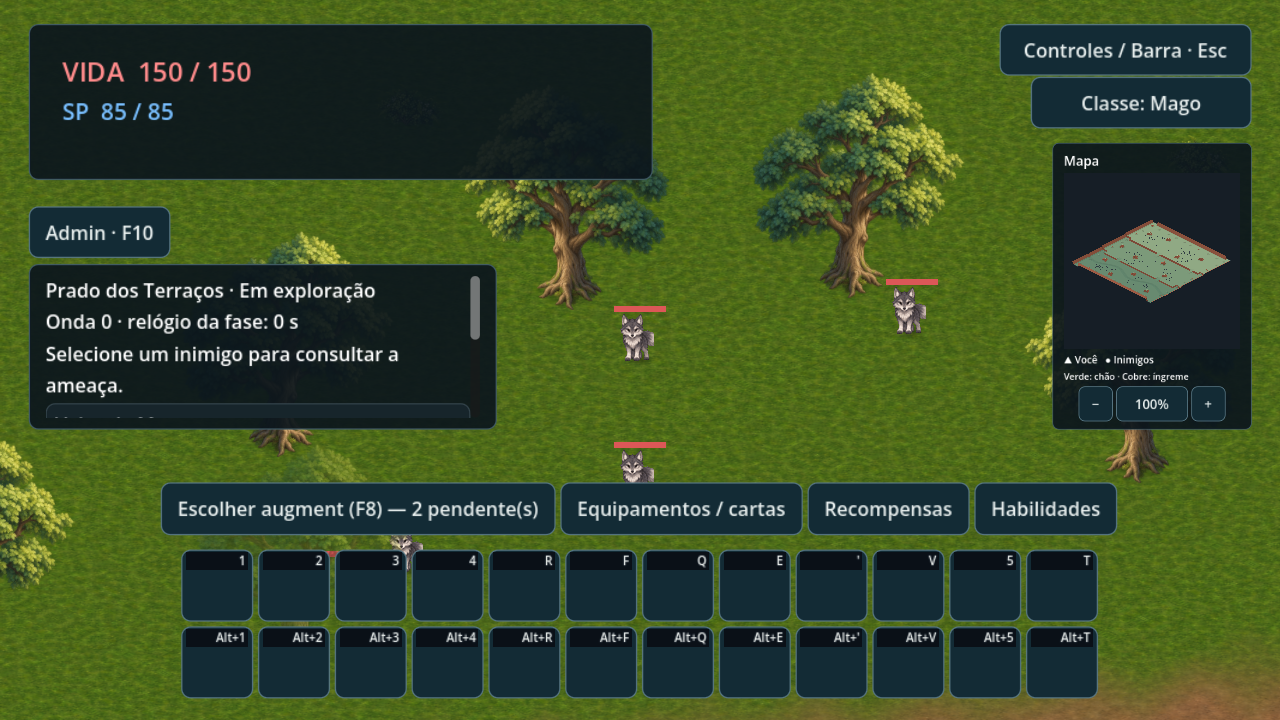 VIDA 150 / 150
SP 85 / 85
Controles / Barra · Esc
Classe: Mago
Mapa
Admin · F10
Prado dos Terraços · Em exploração
Onda 0 · relógio da fase: 0 s
Selecione um inimigo para consultar a
ameaça.
▲ Você ● Inimigos
Verde: chão · Cobre: íngreme
− 100% +
Escolher augment (F8) — 2 pendente(s)
Equipamentos / cartas
Recompensas
Habilidades
1 2 3 4 R F Q E ' V 5 T
Alt+1 Alt+2 Alt+3 Alt+4 Alt+R Alt+F Alt+Q Alt+E Alt+' Alt+V Alt+5 Alt+T